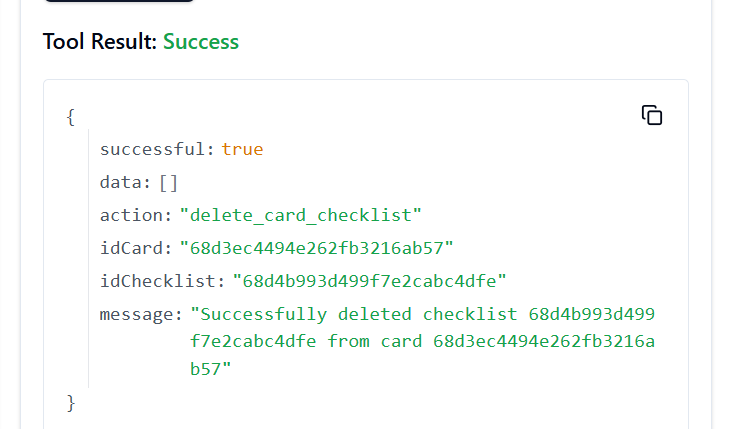 Tool Result: Success
{
successful: true
data: []
action: "delete_card_checklist"
idCard: "68d3ec4494e262fb3216ab57"
idChecklist: "68d4b993d499f7e2cabc4dfe"
message: "Successfully deleted checklist 68d4b993d499
f7e2cabc4dfe from card 68d3ec4494e262fb3216a
b57"
}